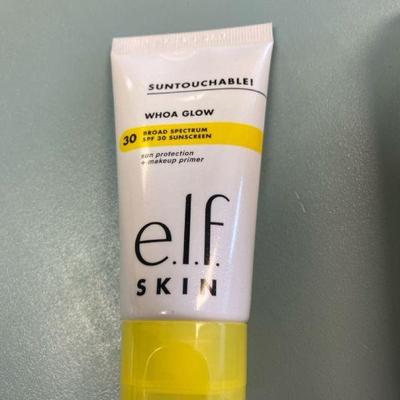 SUNTOUCHABLE!
WHOA GLOW
30 BROAD SPECTRUM
SPF 30 SUNSCREEN
sun protection
+ makeup primer
e.l.f.
SKIN